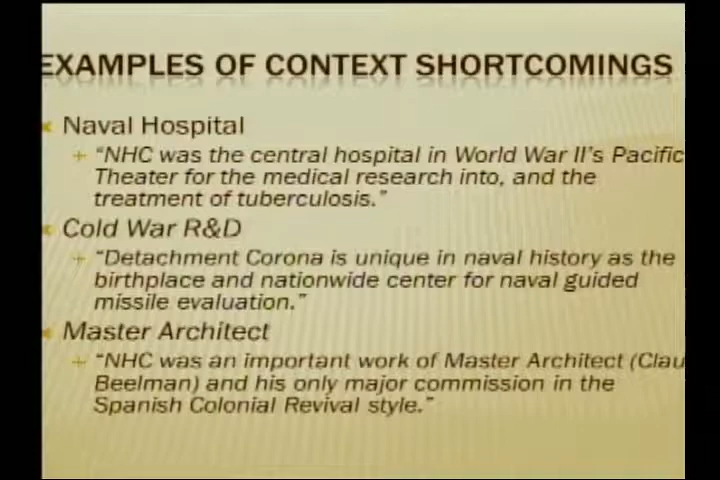 EXAMPLES OF CONTEXT SHORTCOMINGS
Naval Hospital
+ "NHC was the central hospital in World War II's Pacific
Theater for the medical research into, and the
treatment of tuberculosis."
Cold War R&D
+ "Detachment Corona is unique in naval history as the
birthplace and nationwide center for naval guided
missile evaluation."
Master Architect
+ "NHC was an important work of Master Architect (Clau
Beelman) and his only major commission in the
Spanish Colonial Revival style."